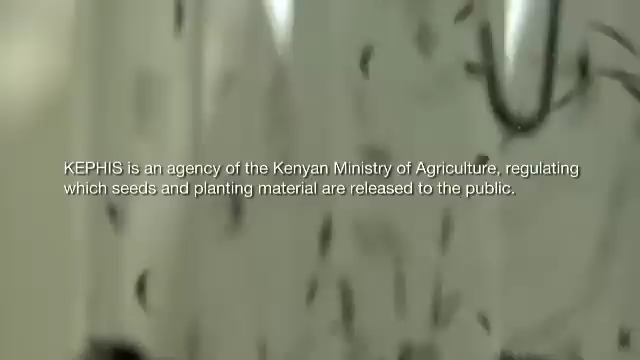 KEPHIS is an agency of the Kenyan Ministry of Agriculture, regulating
which seeds and planting material are released to the public.